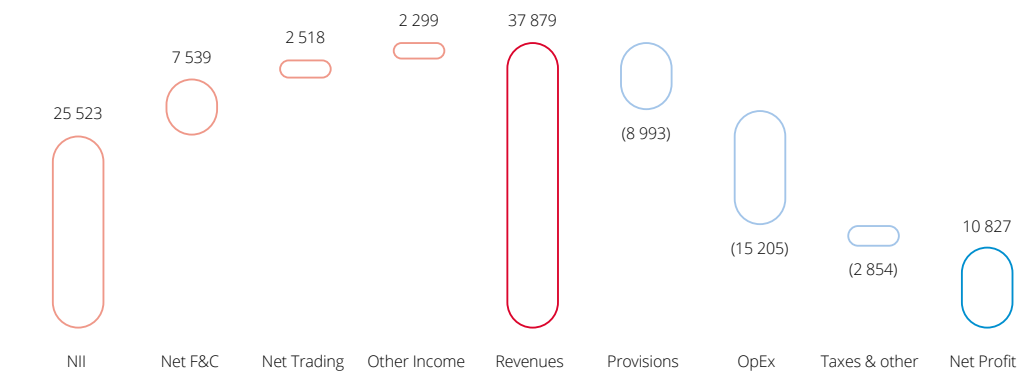 25 523
7 539
2 518
2 299
37 879
(8 993)
(15 205)
(2 854)
10 827
NII
Net F&C
Net Trading
Other Income
Revenues
Provisions
OpEx
Taxes & other
Net Profit